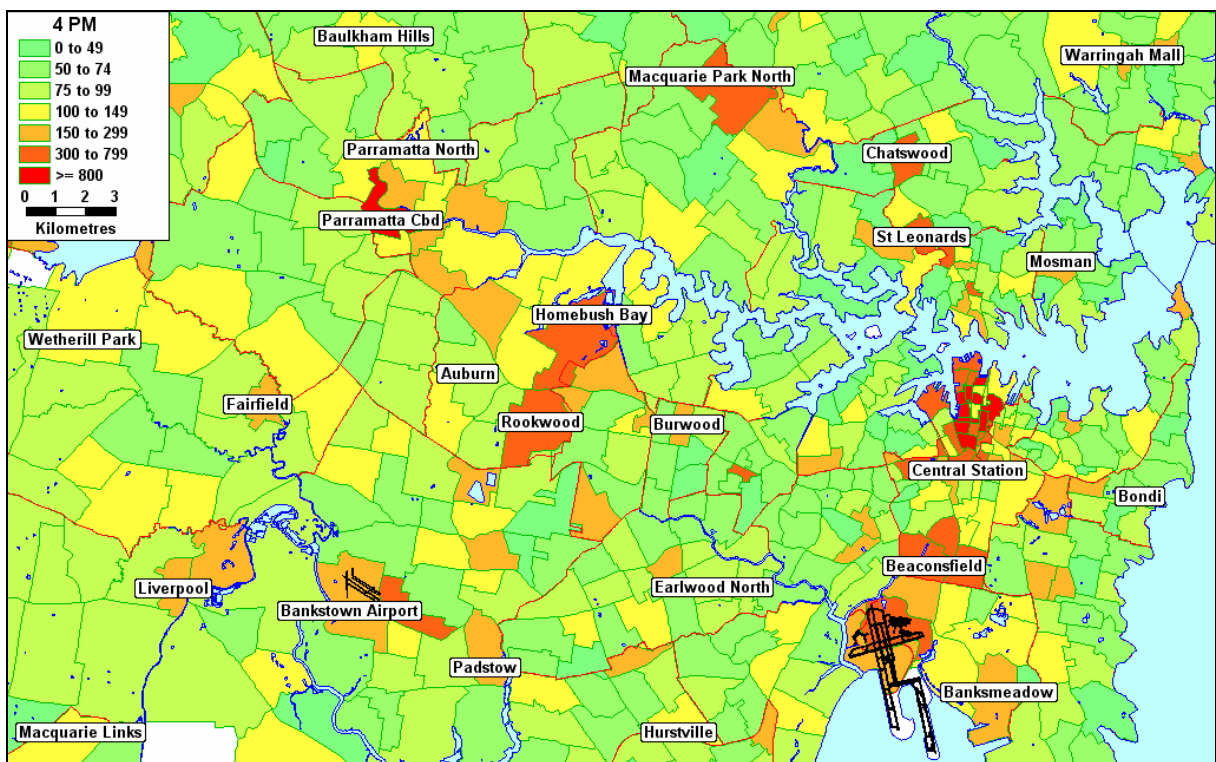 4 PM
0 to 49
50 to 74
75 to 99
100 to 149
150 to 299
300 to 799
>= 800
0 1 2 3
Kilometres
Baulkham Hills
Warringah Mall
Macquarie Park North
Parramatta North
Chatswood
Parramatta Cbd
St Leonards
Mosman
Homebush Bay
Wetherill Park
Auburn
Fairfield
Rookwood
Burwood
Central Station
Bondi
Beaconsfield
Liverpool
Earlwood North
Bankstown Airport
Padstow
Banksmeadow
Macquarie Links
Hurstville